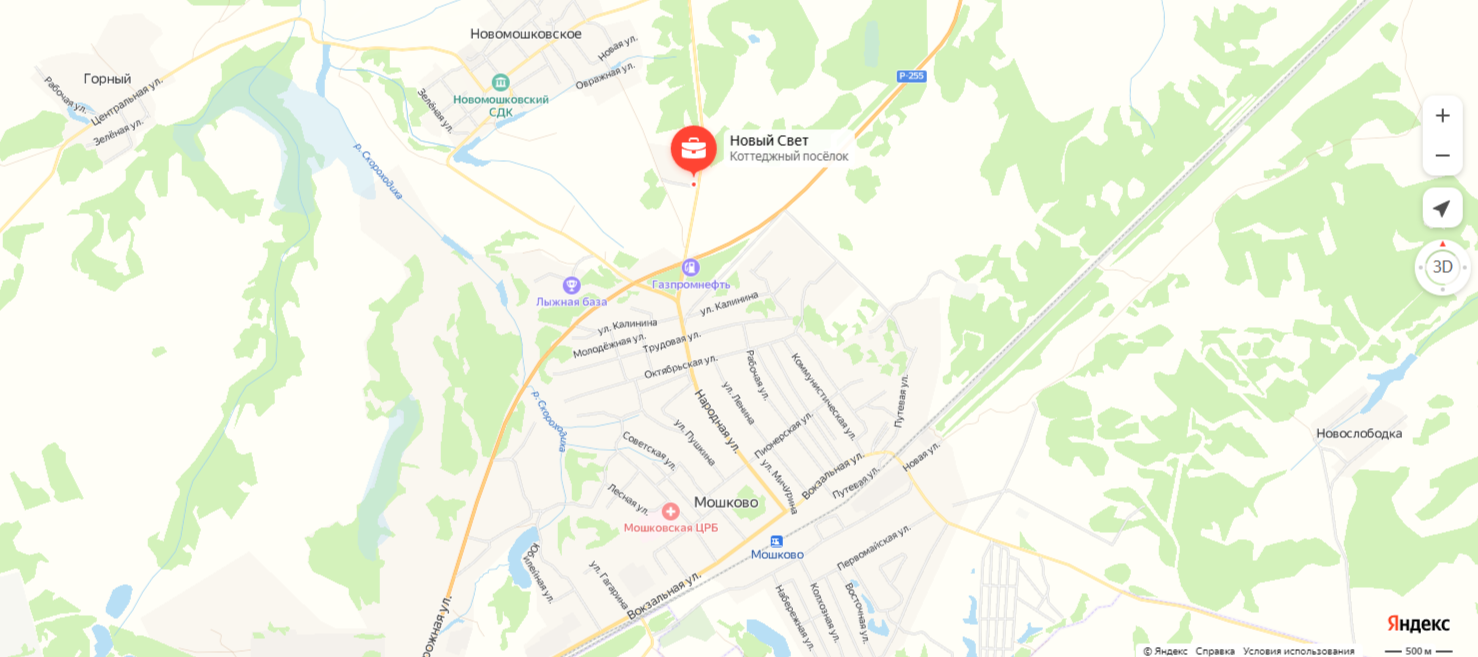 Новомошковское
Новая ул.
Овражная ул.
Горный
Рабочая ул.
Центральная ул.
Зелёная ул.
Зелёная ул.
Новомошковский
СДК
Р-255
Новый Свет
Коттеджный посёлок
р. Скороходиха
Газпромнефть
Лыжная база
ул. Калинина
ул. Калинина
Молодёжная ул.
Трудовая ул.
Октябрьская ул.
Рабочая ул.
Коммунистическая ул.
Путевая ул.
ул. Ленина
Народная ул.
р. Скороходиха
ул. Пушкина
Советская ул.
Пионерская ул.
ул. Мичурина
Вокзальная ул.
Путевая ул.
Новая ул.
Новослободка
Лесная ул.
Мошково
Мошковская ЦРБ
Мошково
Первомайская ул.
Юбилейная ул.
ул. Гагарина
Вокзальная ул.
Набережная ул.
Колхозная ул.
Восточная ул.
рожная ул.
+
−
3D
Яндекс
© Яндекс Справка Условия использования
500 м